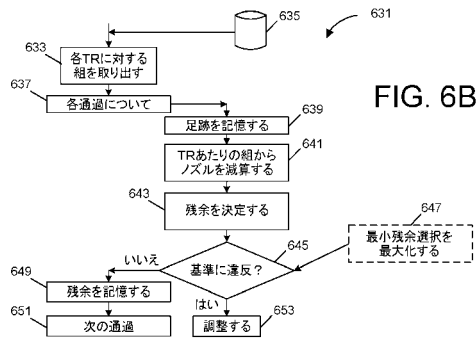 635
631
633
各TRに対する
組を取り出す
637
各通過について
FIG. 6B
639
足跡を記憶する
641
TRあたりの組から
ノズルを減算する
643
残余を決定する
647
最小残余選択を
最大化する
645
基準に違反?
いいえ
はい
649
残余を記憶する
651
次の通過
653
調整する